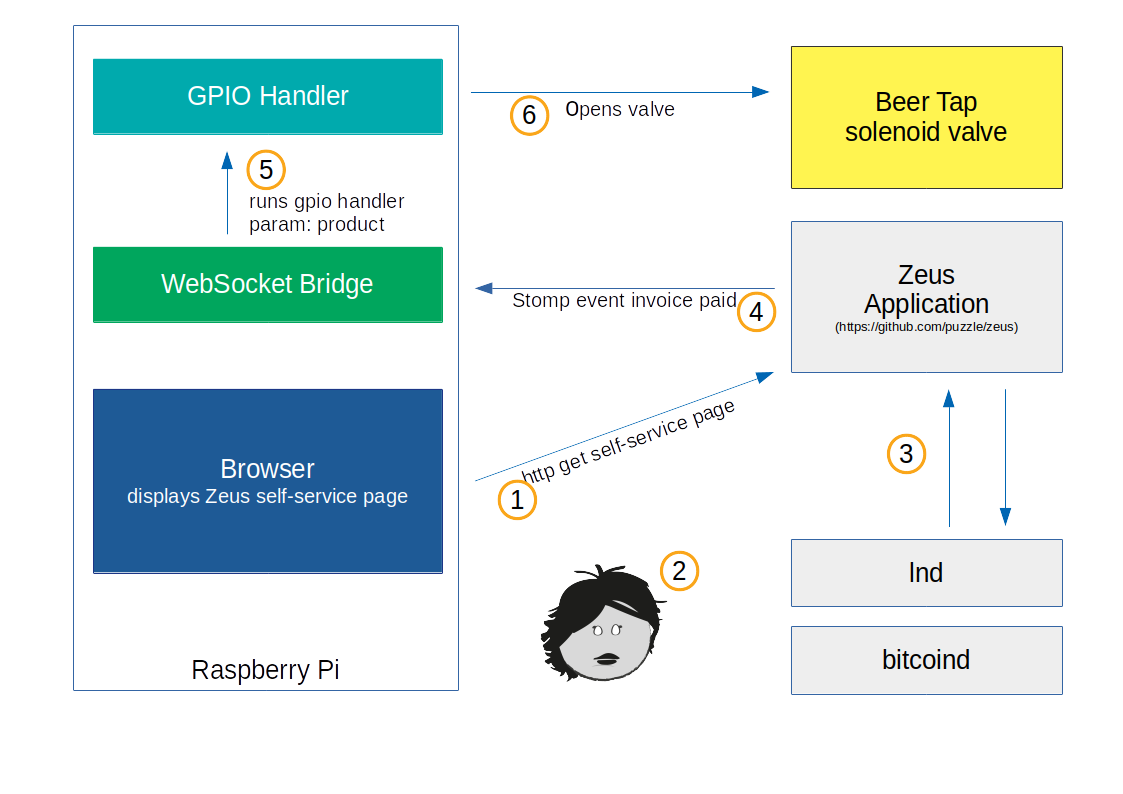 GPIO Handler
6
Opens valve
Beer Tap
solenoid valve
5
runs gpio handler
param: product
WebSocket Bridge
Stomp event invoice paid
4
Zeus
Application
(https://github.com/puzzle/zeus)
http get self-service page
1
3
Browser
displays Zeus self-service page
2
lnd
bitcoind
Raspberry Pi